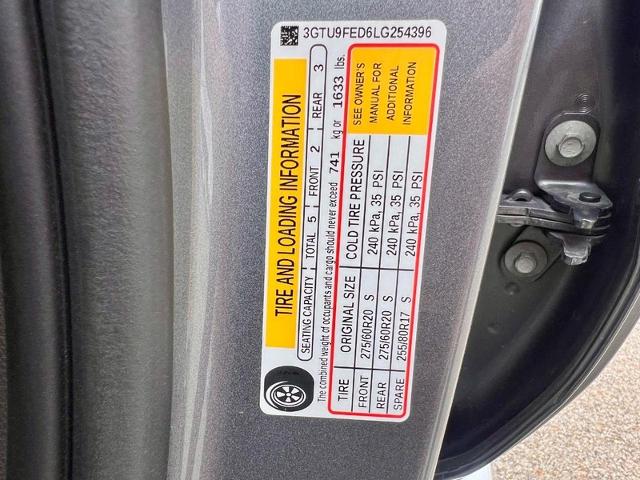 3GTU9FED6LG254396
TIRE AND LOADING INFORMATION
SEATING CAPACITY TOTAL 5 FRONT 2 REAR 3
The combined weight of occupants and cargo should never exceed 741 kg or 1633 lbs.
TIRE ORIGINAL SIZE COLD TIRE PRESSURE SEE OWNER'S
FRONT 275/60R20 S 240 kPa, 35 PSI MANUAL FOR
REAR 275/60R20 S 240 kPa, 35 PSI ADDITIONAL
SPARE 255/80R17 S 240 kPa, 35 PSI INFORMATION